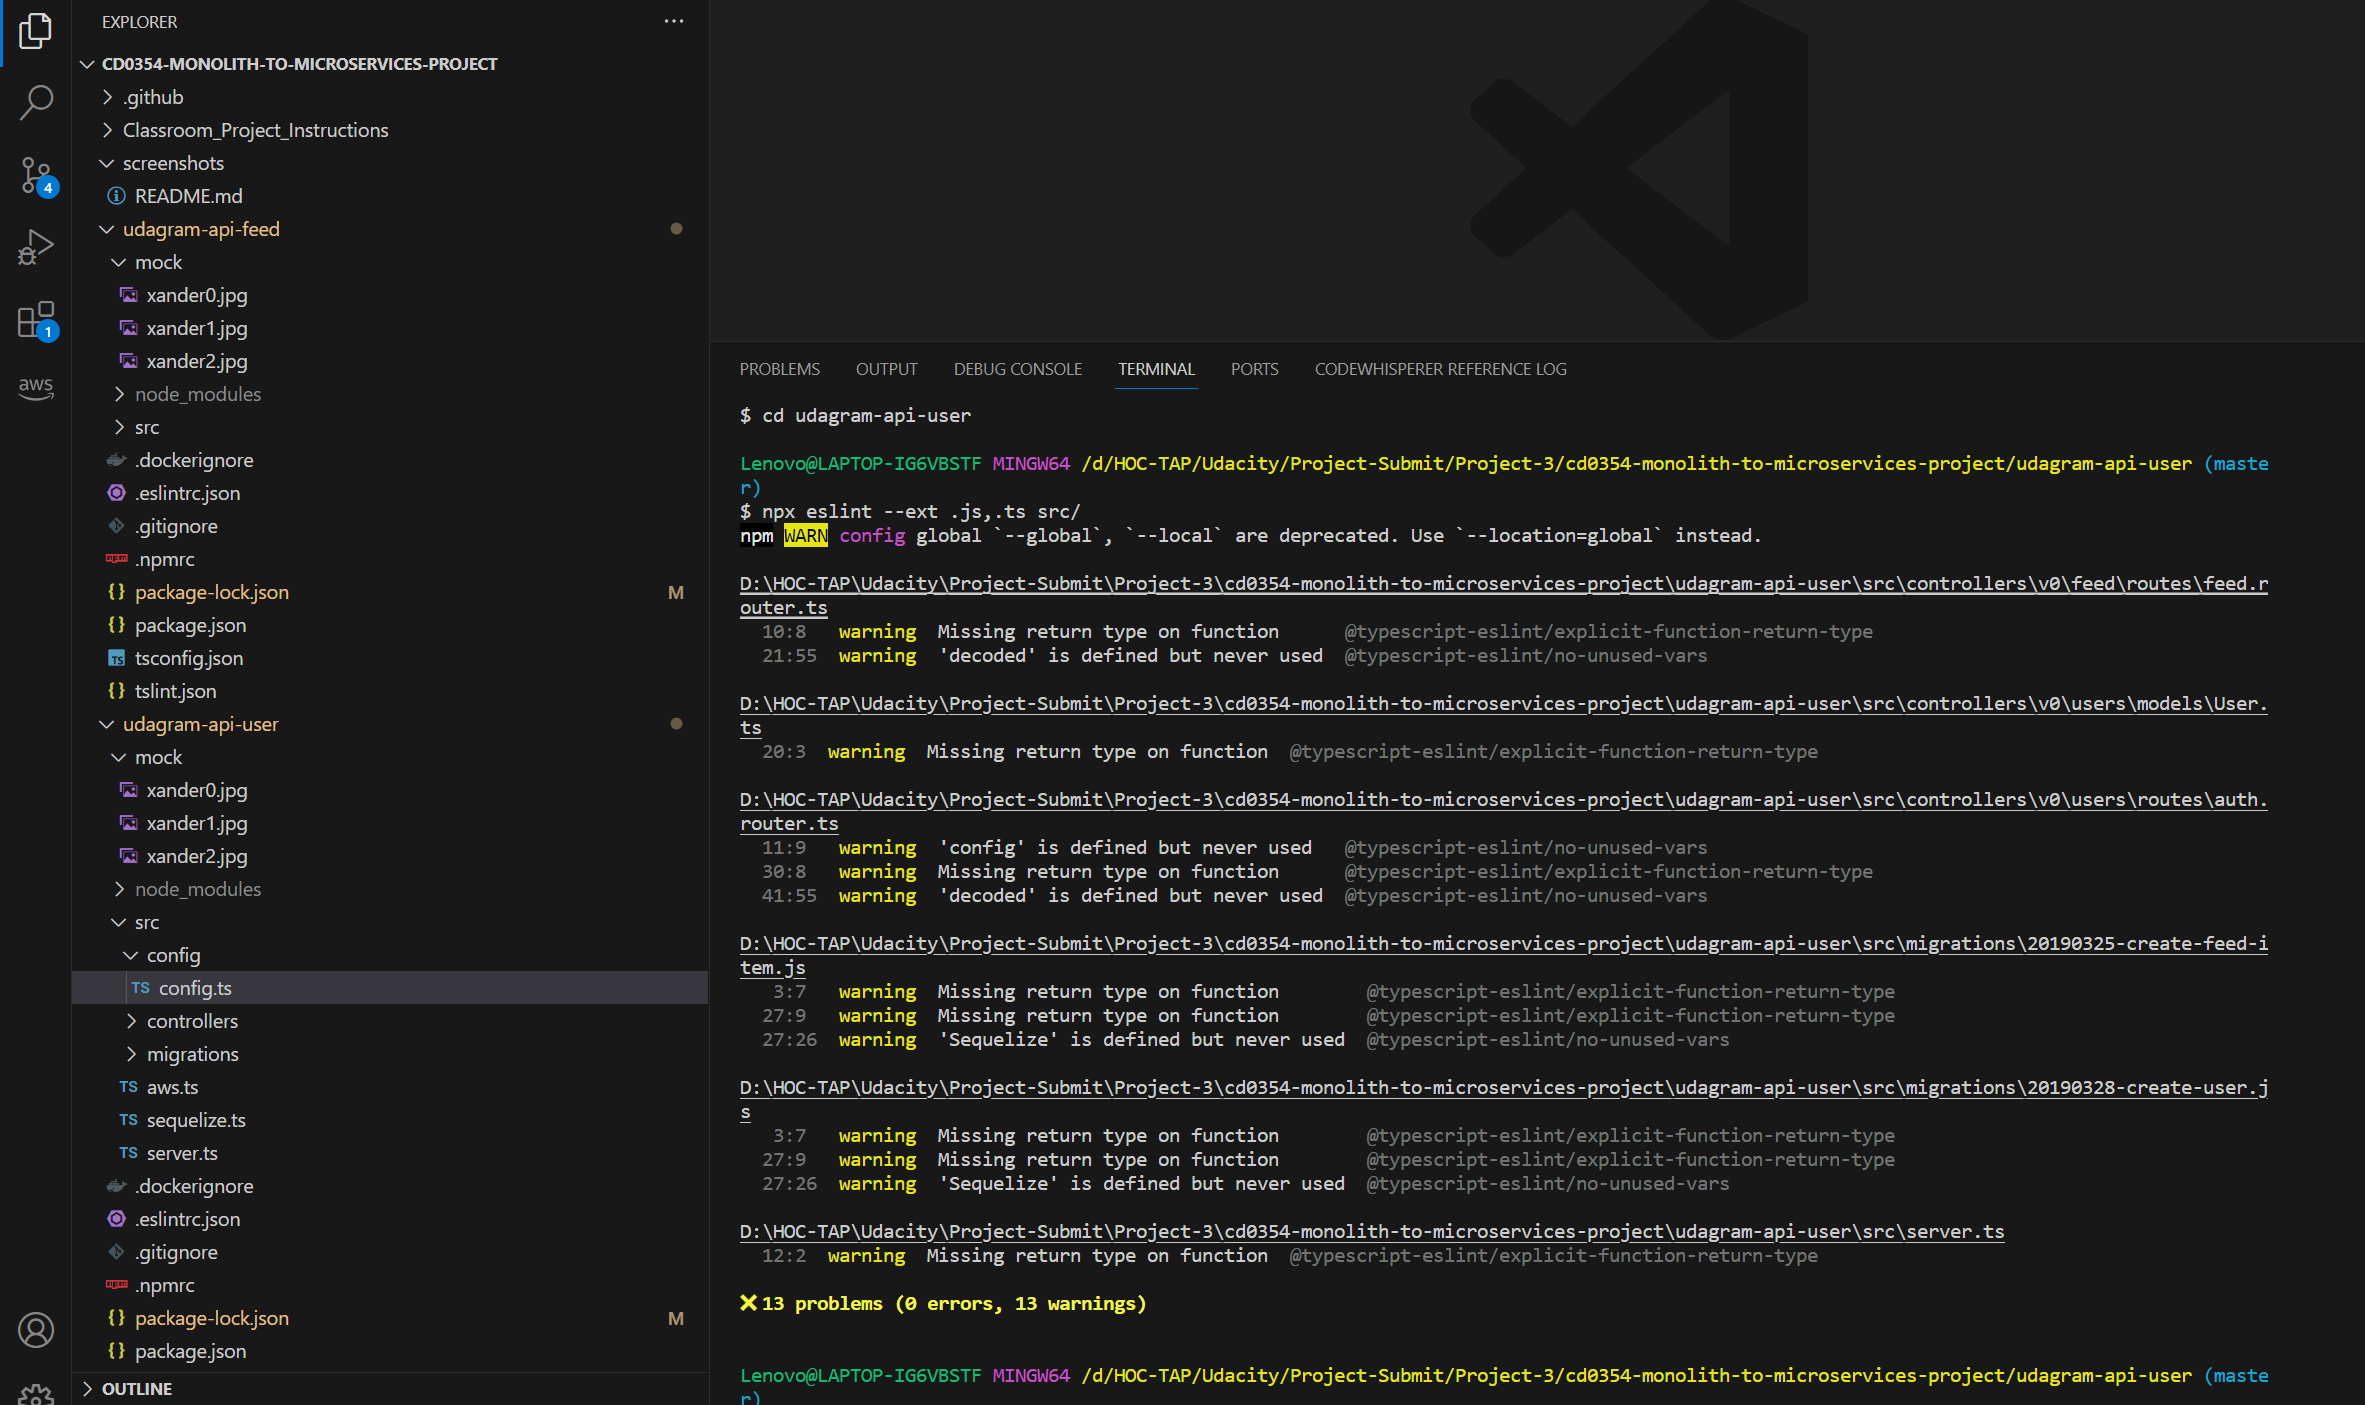 EXPLORER
CD0354-MONOLITH-TO-MICROSERVICES-PROJECT
.github
Classroom_Project_Instructions
screenshots
README.md
udagram-api-feed
mock
xander0.jpg
xander1.jpg
xander2.jpg
node_modules
src
.dockerignore
.eslintrc.json
.gitignore
npm .npmrc
{} package-lock.json M
{} package.json
TS tsconfig.json
{} tslint.json
udagram-api-user
mock
xander0.jpg
xander1.jpg
xander2.jpg
node_modules
src
config
TS config.ts
controllers
migrations
TS aws.ts
TS sequelize.ts
TS server.ts
.dockerignore
.eslintrc.json
.gitignore
npm .npmrc
{} package-lock.json M
{} package.json
OUTLINE
4
1
aws
PROBLEMS OUTPUT DEBUG CONSOLE TERMINAL PORTS CODEWHISPERER REFERENCE LOG
$ cd udagram-api-user
Lenovo@LAPTOP-IG6VBSTF MINGW64 /d/HOC-TAP/Udacity/Project-Submit/Project-3/cd0354-monolith-to-microservices-project/udagram-api-user (maste
r)
$ npx eslint --ext .js,.ts src/
npm WARN config global `--global`, `--local` are deprecated. Use `--location=global` instead.
D:\HOC-TAP\Udacity\Project-Submit\Project-3\cd0354-monolith-to-microservices-project\udagram-api-user\src\controllers\v0\feed\routes\feed.r
outer.ts
10:8 warning Missing return type on function @typescript-eslint/explicit-function-return-type
21:55 warning 'decoded' is defined but never used @typescript-eslint/no-unused-vars
D:\HOC-TAP\Udacity\Project-Submit\Project-3\cd0354-monolith-to-microservices-project\udagram-api-user\src\controllers\v0\users\models\User.
ts
20:3 warning Missing return type on function @typescript-eslint/explicit-function-return-type
D:\HOC-TAP\Udacity\Project-Submit\Project-3\cd0354-monolith-to-microservices-project\udagram-api-user\src\controllers\v0\users\routes\auth.
router.ts
11:9 warning 'config' is defined but never used @typescript-eslint/no-unused-vars
30:8 warning Missing return type on function @typescript-eslint/explicit-function-return-type
41:55 warning 'decoded' is defined but never used @typescript-eslint/no-unused-vars
D:\HOC-TAP\Udacity\Project-Submit\Project-3\cd0354-monolith-to-microservices-project\udagram-api-user\src\migrations\20190325-create-feed-i
tem.js
3:7 warning Missing return type on function @typescript-eslint/explicit-function-return-type
27:9 warning Missing return type on function @typescript-eslint/explicit-function-return-type
27:26 warning 'Sequelize' is defined but never used @typescript-eslint/no-unused-vars
D:\HOC-TAP\Udacity\Project-Submit\Project-3\cd0354-monolith-to-microservices-project\udagram-api-user\src\migrations\20190328-create-user.j
s
3:7 warning Missing return type on function @typescript-eslint/explicit-function-return-type
27:9 warning Missing return type on function @typescript-eslint/explicit-function-return-type
27:26 warning 'Sequelize' is defined but never used @typescript-eslint/no-unused-vars
D:\HOC-TAP\Udacity\Project-Submit\Project-3\cd0354-monolith-to-microservices-project\udagram-api-user\src\server.ts
12:2 warning Missing return type on function @typescript-eslint/explicit-function-return-type
✖ 13 problems (0 errors, 13 warnings)
Lenovo@LAPTOP-IG6VBSTF MINGW64 /d/HOC-TAP/Udacity/Project-Submit/Project-3/cd0354-monolith-to-microservices-project/udagram-api-user (maste
r)